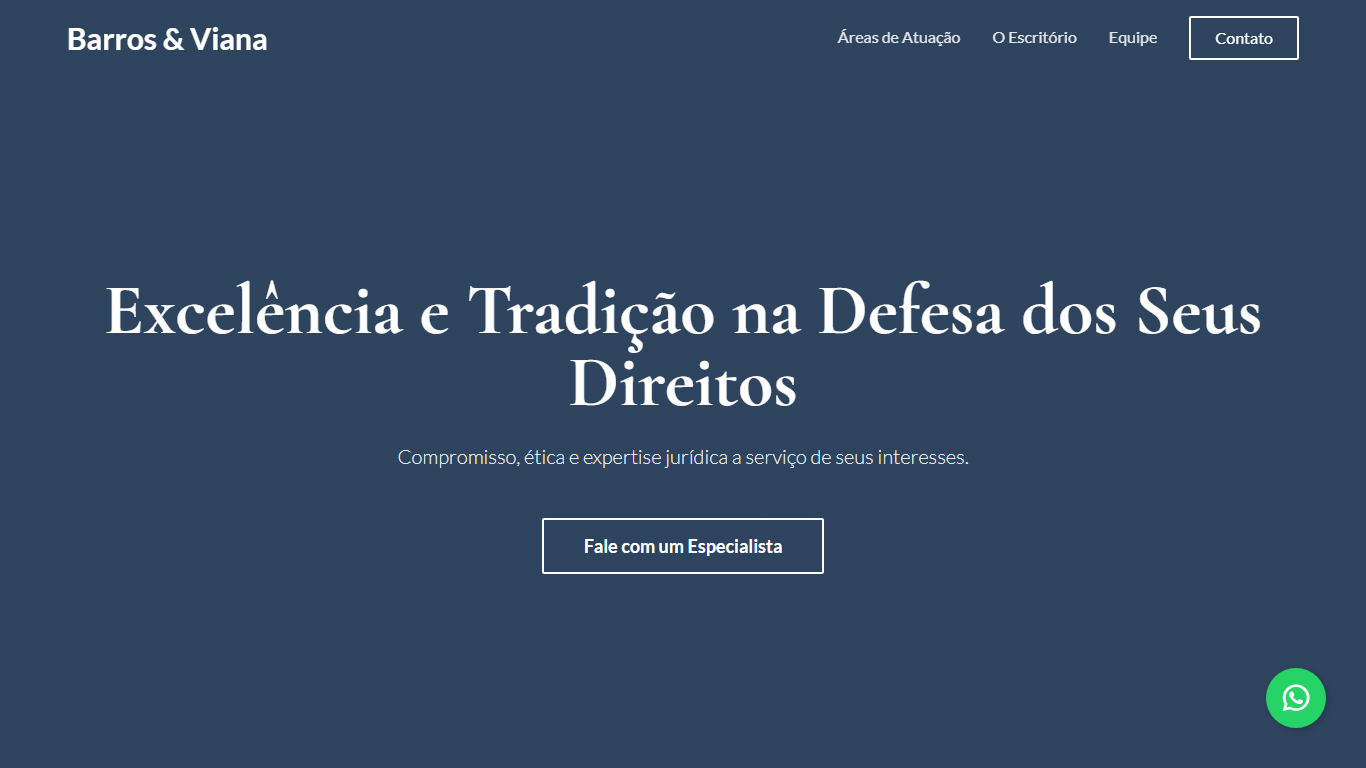 Barros & Viana
Áreas de Atuação
O Escritório
Equipe
Contato
Excelência e Tradição na Defesa dos Seus
Direitos
Compromisso, ética e expertise jurídica a serviço de seus interesses.
Fale com um Especialista